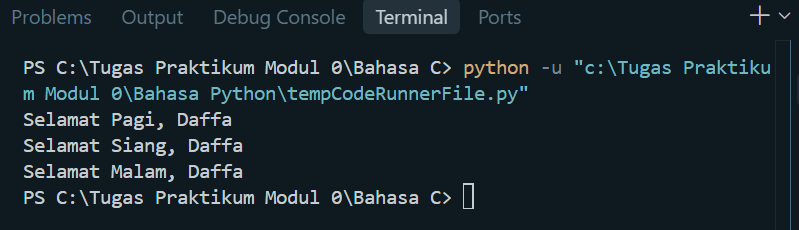 Problems Output Debug Console Terminal Ports
PS C:\Tugas Praktikum Modul 0\Bahasa C> python -u "c:\Tugas Praktiku
m Modul 0\Bahasa Python\tempCodeRunnerFile.py"
Selamat Pagi, Daffa
Selamat Siang, Daffa
Selamat Malam, Daffa
PS C:\Tugas Praktikum Modul 0\Bahasa C>